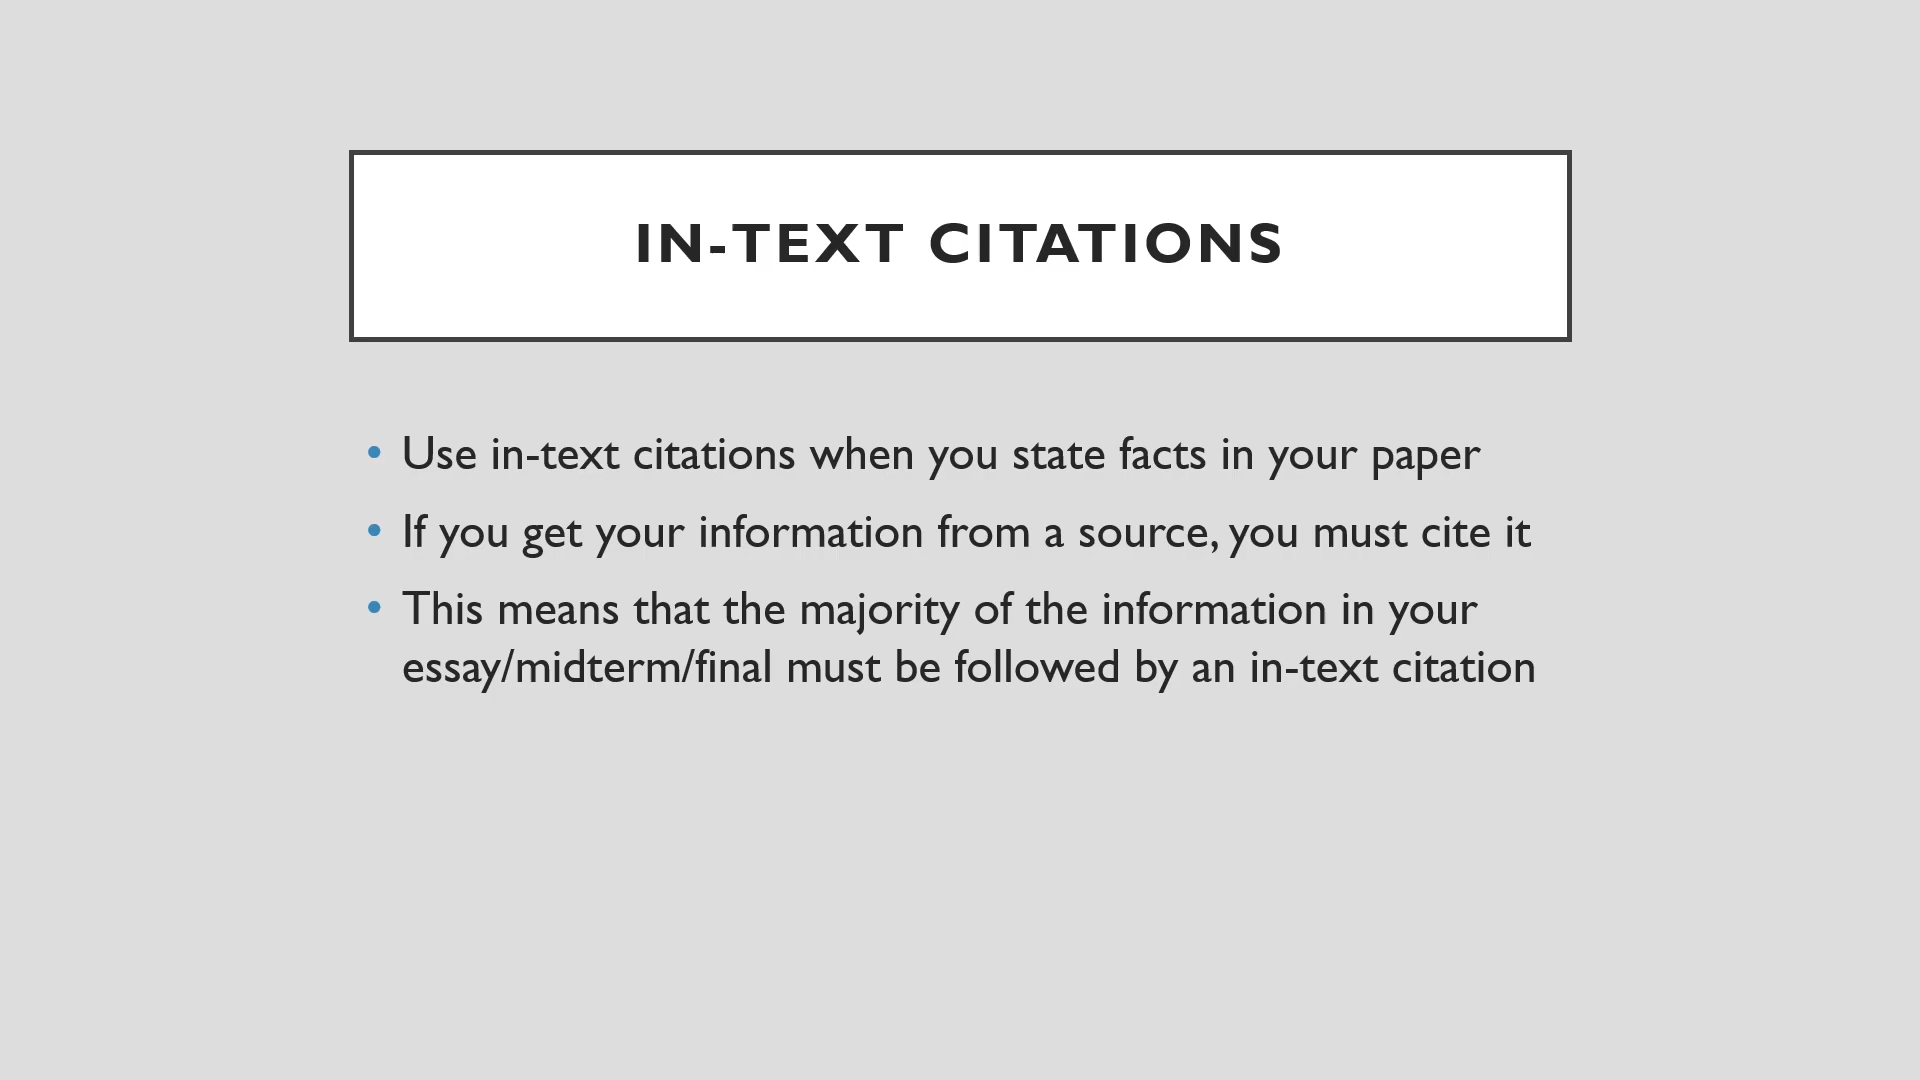 IN-TEXT CITATIONS
• Use in-text citations when you state facts in your paper
• If you get your information from a source, you must cite it
• This means that the majority of the information in your
essay/midterm/final must be followed by an in-text citation